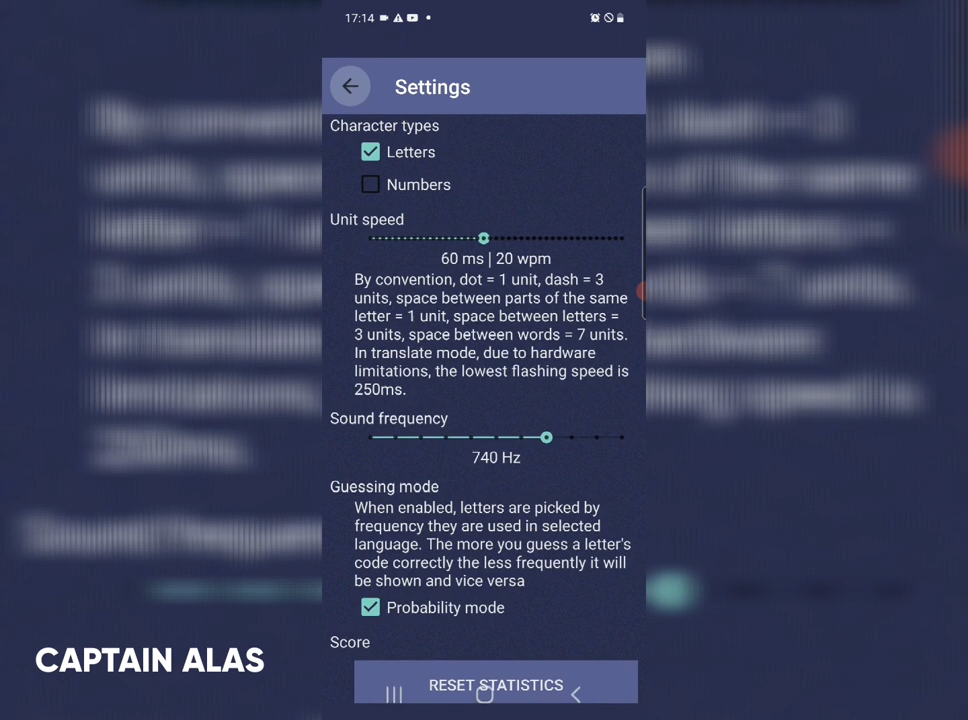 17:14
Settings
Character types
Letters
Numbers
Unit speed
60 ms | 20 wpm
By convention, dot = 1 unit, dash = 3
units, space between parts of the same
letter = 1 unit, space between letters =
3 units, space between words = 7 units.
In translate mode, due to hardware
limitations, the lowest flashing speed is
250ms.
Sound frequency
740 Hz
Guessing mode
When enabled, letters are picked by
frequency they are used in selected
language. The more you guess a letter's
code correctly the less frequently it will
be shown and vice versa
Probability mode
Score
RESET STATISTICS
CAPTAIN ALAS